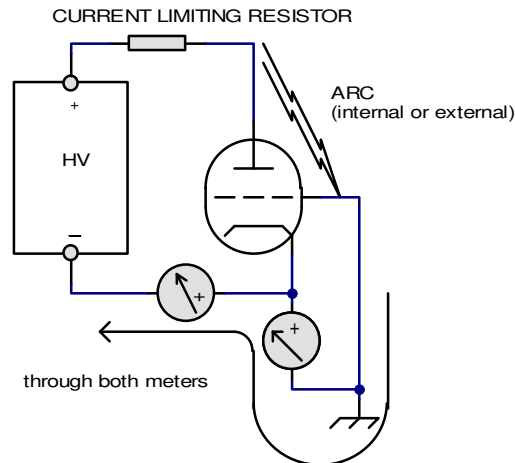 CURRENT LIMITING RESISTOR
ARC
(internal or external)
+
HV
–
+
+
through both meters